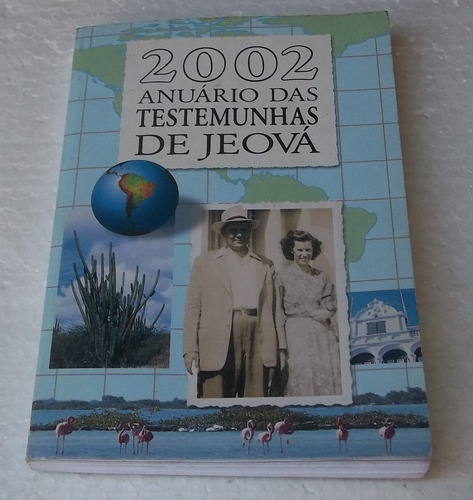 2002
ANUÁRIO DAS
TESTEMUNHAS
DE JEOVÁ